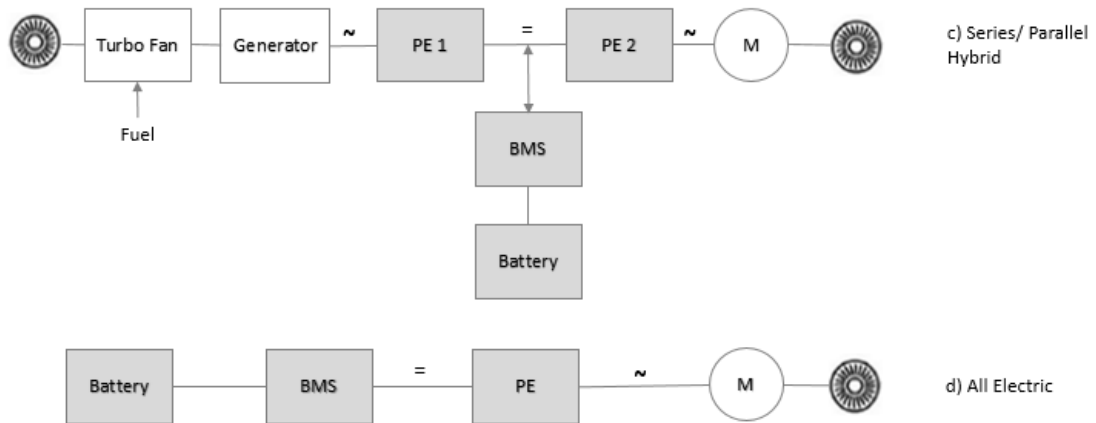 Turbo Fan
Generator
~
PE 1
=
PE 2
~
M
c) Series/ Parallel
Hybrid
Fuel
BMS
Battery
Battery
BMS
=
PE
~
M
d) All Electric